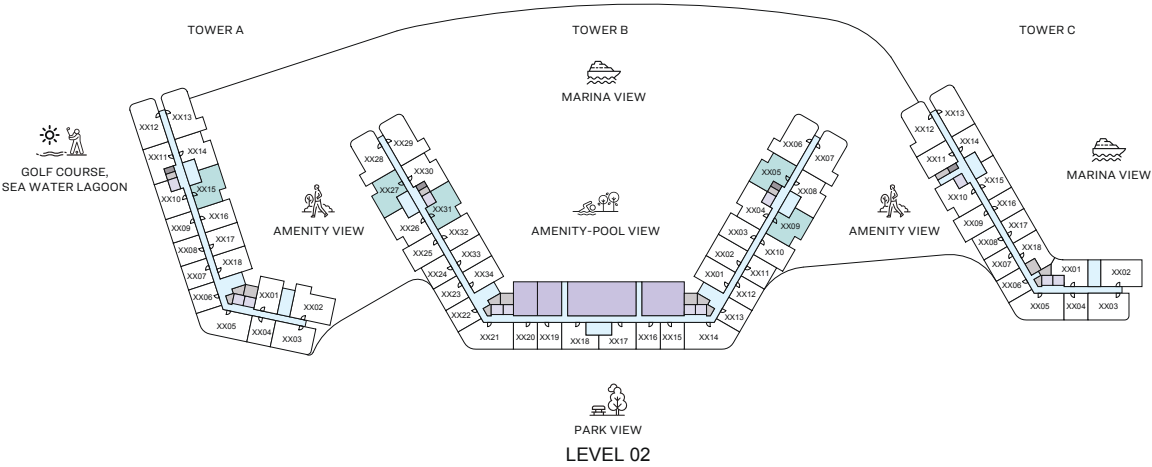 TOWER A
TOWER B
TOWER C
MARINA VIEW
GOLF COURSE,
SEA WATER LAGOON
AMENITY VIEW
AMENITY-POOL VIEW
AMENITY VIEW
MARINA VIEW
XX12
XX13
XX11
XX14
XX10
XX15
XX09
XX16
XX08
XX17
XX07
XX18
XX06
XX01
XX02
XX05
XX04
XX03
XX28
XX29
XX27
XX30
XX31
XX26
XX32
XX25
XX33
XX24
XX34
XX23
XX22
XX21
XX20
XX19
XX18
XX17
XX16
XX15
XX14
XX06
XX07
XX05
XX08
XX04
XX09
XX03
XX10
XX02
XX11
XX01
XX12
XX13
XX12
XX13
XX11
XX14
XX10
XX15
XX09
XX16
XX08
XX17
XX07
XX18
XX06
XX01
XX02
XX05
XX04
XX03
PARK VIEW
LEVEL 02